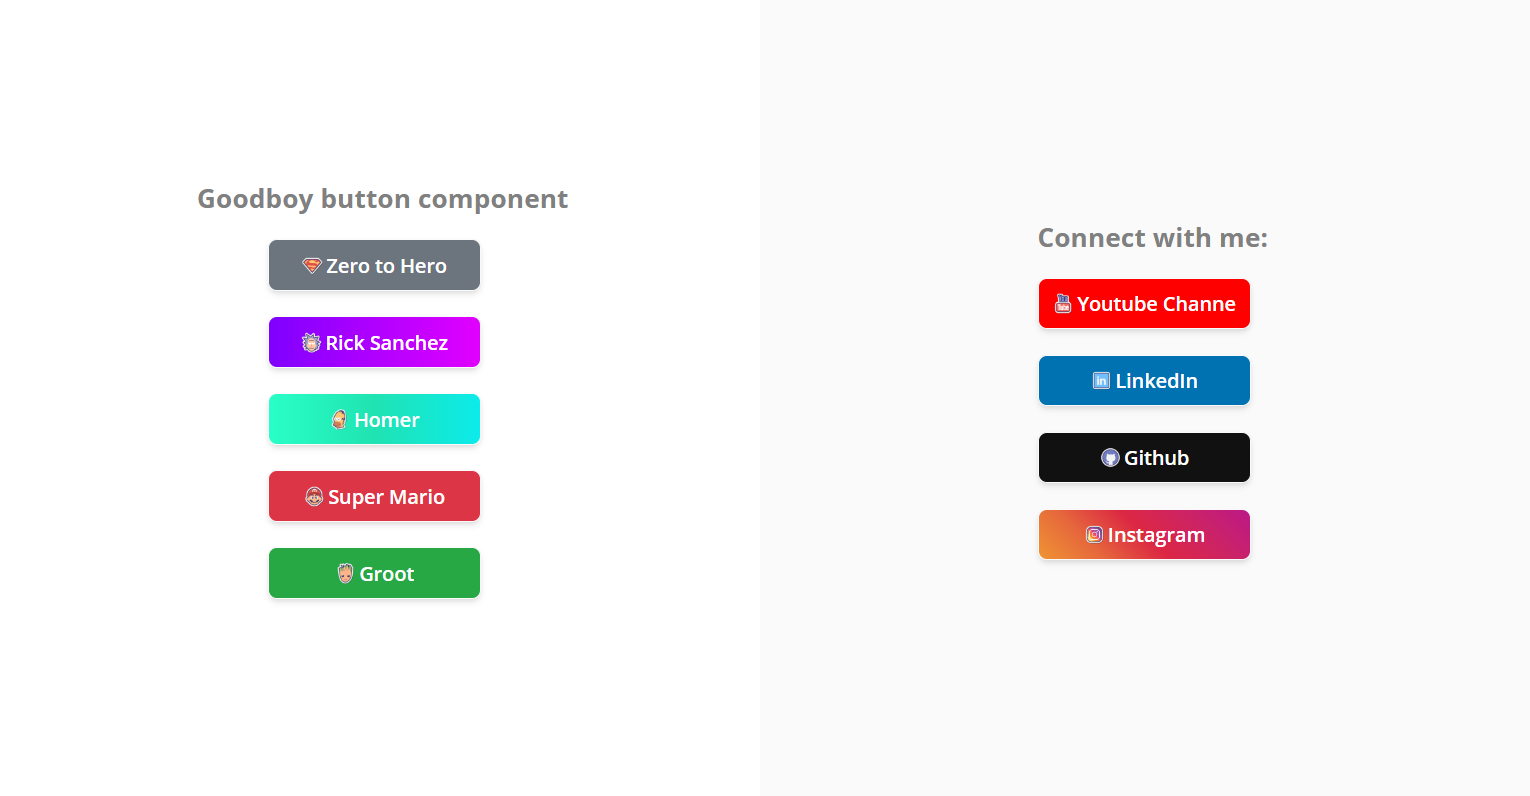 Goodboy button component
Zero to Hero
Rick Sanchez
Homer
Super Mario
Groot
Connect with me:
Youtube Channe
LinkedIn
Github
Instagram